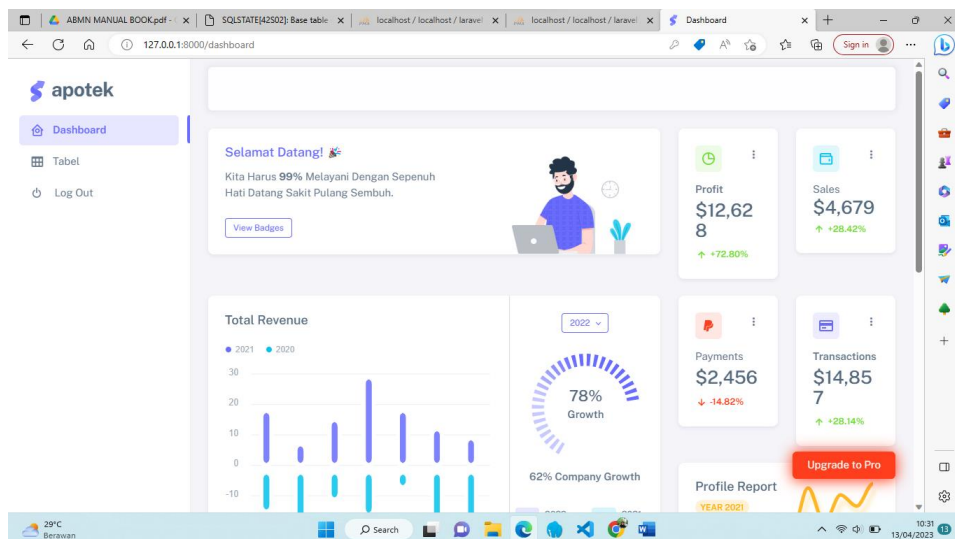 ABMN MANUAL BOOK.pdf -
SQLSTATE[42S02]: Base table
localhost / localhost / laravel
localhost / localhost / laravel
Dashboard
127.0.0.1:8000/dashboard
Sign in
apotek
Dashboard
Tabel
Log Out
Selamat Datang! 🎉
Kita Harus 99% Melayani Dengan Sepenuh
Hati Datang Sakit Pulang Sembuh.
View Badges
Profit
$12,62
8
+72.80%
Sales
$4,679
+28.42%
Total Revenue
2021 2020
30
20
10
0
-10
2022
78%
Growth
62% Company Growth
Payments
$2,456
-14.82%
Transactions
$14,85
7
+28.14%
Upgrade to Pro
Profile Report
YEAR 2021
29°C
Berawan
Search
10:31
13/04/2023
13